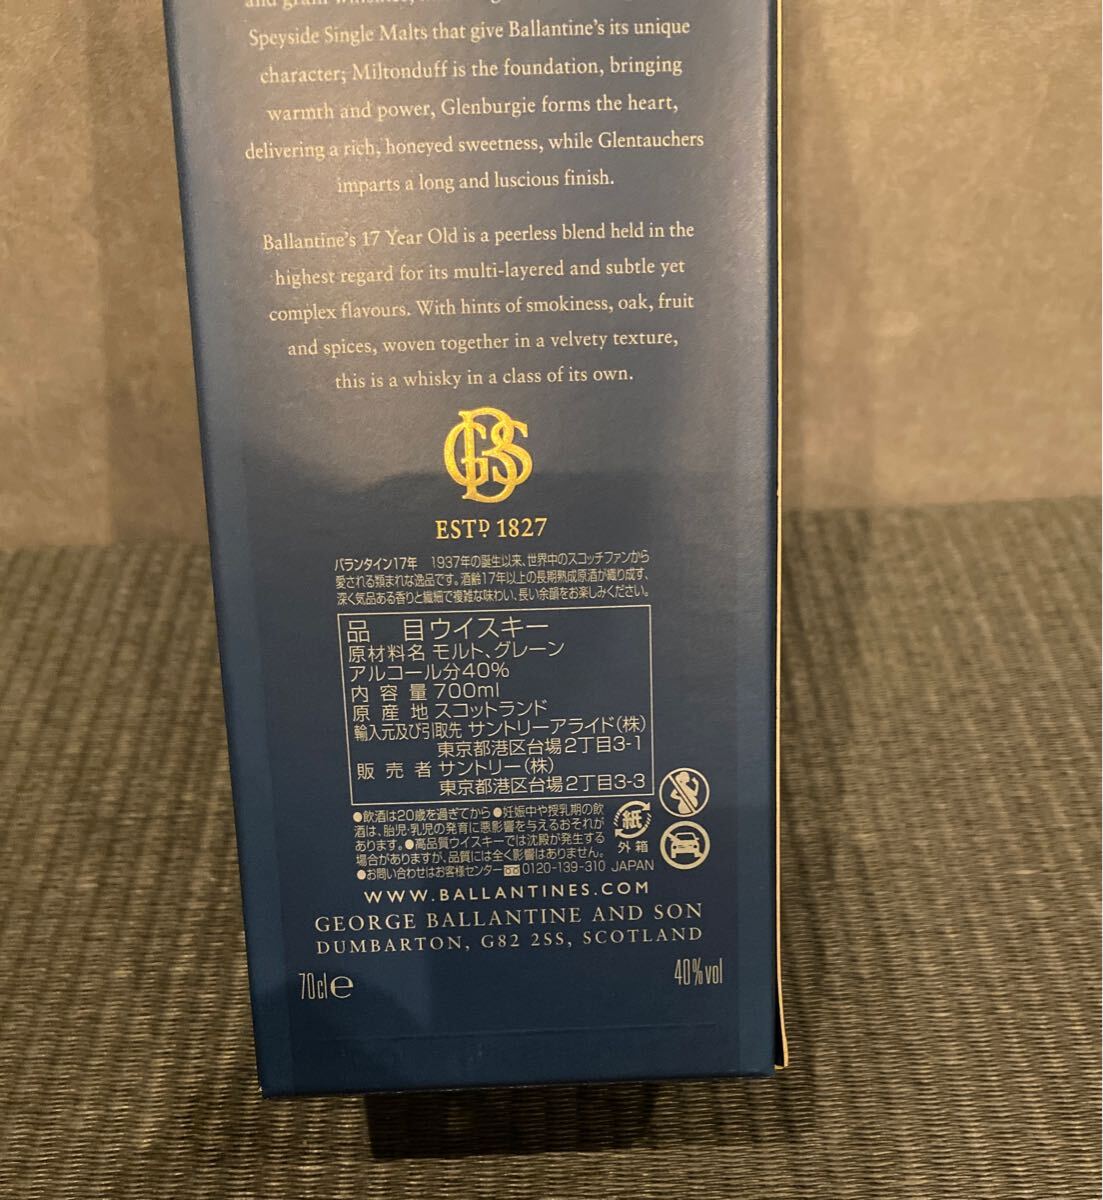 and grain whiskies,
Speyside Single Malts that give Ballantine's its unique
character; Miltonduff is the foundation, bringing
warmth and power, Glenburgie forms the heart,
delivering a rich, honeyed sweetness, while Glentauchers
imparts a long and luscious finish.
Ballantine's 17 Year Old is a peerless blend held in the
highest regard for its multi-layered and subtle yet
complex flavours. With hints of smokiness, oak, fruit
and spices, woven together in a velvety texture,
this is a whisky in a class of its own.
GBS
ESTD 1827
バランタイン17年 1937年の誕生以来、世界中のスコッチファンから
愛される類まれな逸品です。酒齢17年以上の長期熟成原酒が織り成す、
深く気品ある香りと繊細で複雑な味わい、長い余韻をお楽しみください。
品目ウイスキー
原材料名 モルト、グレーン
アルコール分40%
内容量 700ml
原産地 スコットランド
輸入元及び引取先 サントリーアライド(株)
東京都港区台場2丁目3-1
販売者 サントリー(株)
東京都港区台場2丁目3-3
●飲酒は20歳を過ぎてから ●妊娠中や授乳期の飲
酒は、胎児・乳児の発育に悪影響を与えるおそれが
あります。●高品質ウイスキーでは沈殿が発生する
場合がありますが、品質には全く影響はありません。
●お問い合わせはお客様センター 0120-139-310 JAPAN
紙
外箱
WWW.BALLANTINES.COM
GEORGE BALLANTINE AND SON
DUMBARTON, G82 2SS, SCOTLAND
70cl℮
40%vol